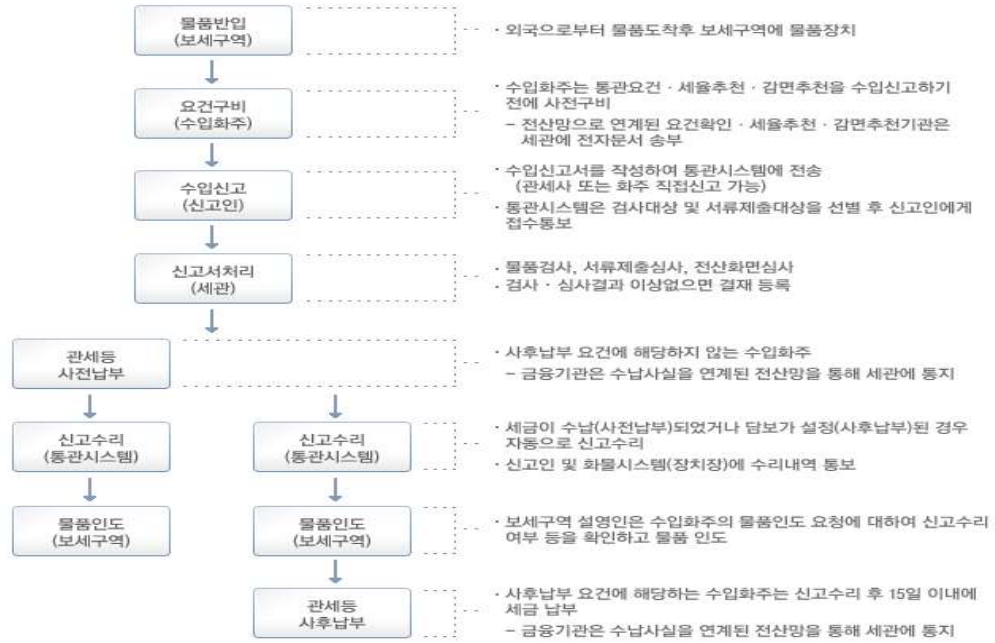 물품반입
(보세구역)
· 외국으로부터 물품도착후 보세구역에 물품장치
요건구비
(수입화주)
· 수입화주는 통관요건 · 세율추천 · 감면추천을 수입신고하기
전에 사전구비
- 전산망으로 연계된 요건확인 · 세율추천 · 감면추천기관은
세관에 전자문서 송부
수입신고
(신고인)
· 수입신고서를 작성하여 통관시스템에 전송
(관세사 또는 화주 직접신고 가능)
· 통관시스템은 검사대상 및 서류제출대상을 선별 후 신고인에게
접수통보
신고서처리
(세관)
· 물품검사, 서류제출심사, 전산화면심사
· 검사 · 심사결과 이상없으면 결재 등록
관세등
사전납부
· 사후납부 요건에 해당하지 않는 수입화주
- 금융기관은 수납사실을 연계된 전산망을 통해 세관에 통지
신고수리
(통관시스템)
신고수리
(통관시스템)
· 세금이 수납(사전납부)되었거나 담보가 설정(사후납부)된 경우
자동으로 신고수리
· 신고인 및 화물시스템(장치장)에 수리내역 통보
물품인도
(보세구역)
물품인도
(보세구역)
· 보세구역 설영인은 수입화주의 물품인도 요청에 대하여 신고수리
여부 등을 확인하고 물품 인도
관세등
사후납부
· 사후납부 요건에 해당하는 수입화주는 신고수리 후 15일 이내에
세금 납부
- 금융기관은 수납사실을 연계된 전산망을 통해 세관에 통지